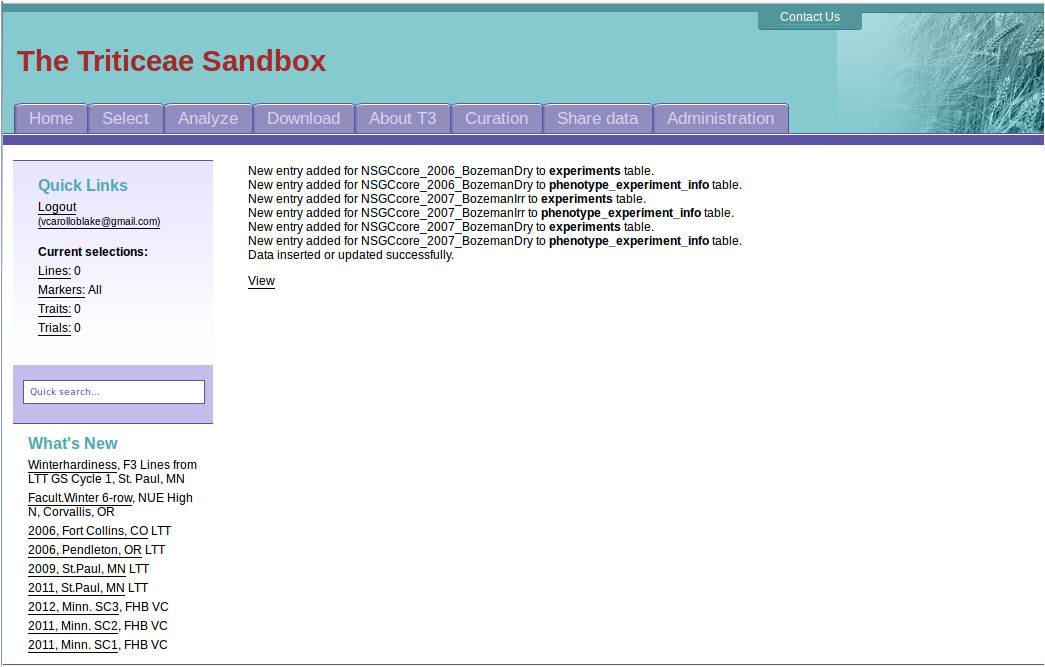 Contact Us
The Triticeae Sandbox
Home Select Analyze Download About T3 Curation Share data Administration
Quick Links
Logout
(vcarolloblake@gmail.com)
Current selections:
Lines: 0
Markers: All
Traits: 0
Trials: 0
Quick search...
What's New
Winterhardiness, F3 Lines from
LTT GS Cycle 1, St. Paul, MN
Facult.Winter 6-row, NUE High
N, Corvallis, OR
2006, Fort Collins, CO LTT
2006, Pendleton, OR LTT
2009, St.Paul, MN LTT
2011, St.Paul, MN LTT
2012, Minn. SC3, FHB VC
2011, Minn. SC2, FHB VC
2011, Minn. SC1, FHB VC
New entry added for NSGCcore_2006_BozemanDry to experiments table.
New entry added for NSGCcore_2006_BozemanDry to phenotype_experiment_info table.
New entry added for NSGCcore_2007_BozemanIrr to experiments table.
New entry added for NSGCcore_2007_BozemanIrr to phenotype_experiment_info table.
New entry added for NSGCcore_2007_BozemanDry to experiments table.
New entry added for NSGCcore_2007_BozemanDry to phenotype_experiment_info table.
Data inserted or updated successfully.
View